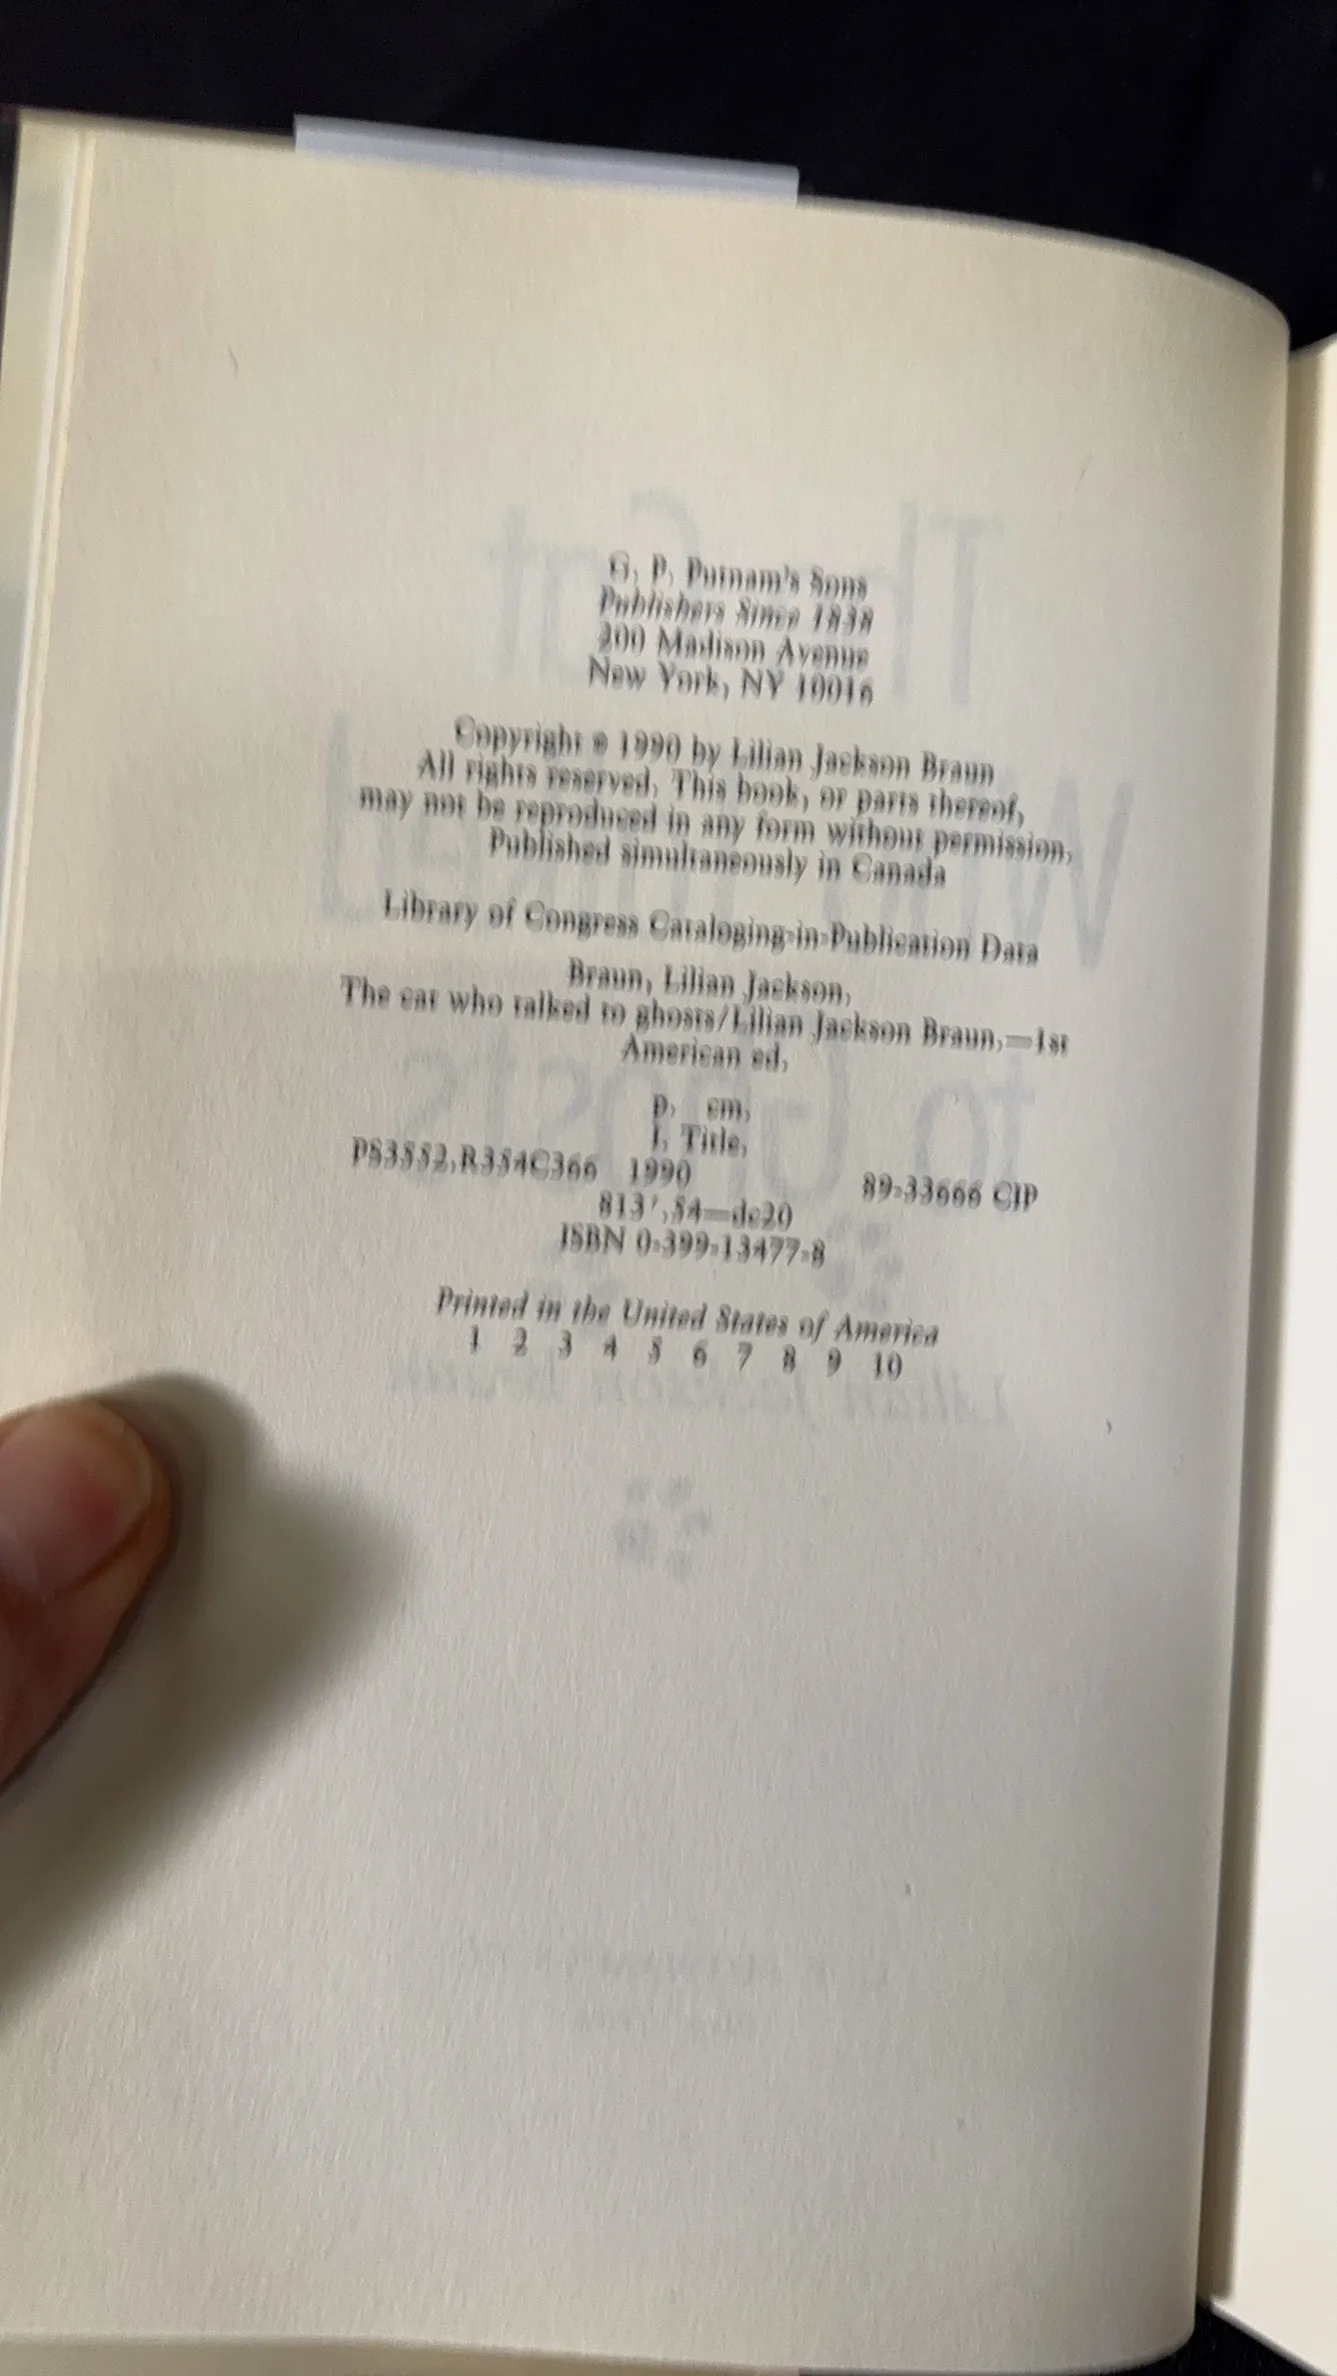 G. P. Putnam's Sons
Publishers Since 1838
200 Madison Avenue
New York, NY 10016
Copyright © 1990 by Lilian Jackson Braun
All rights reserved. This book, or parts thereof,
may not be reproduced in any form without permission.
Published simultaneously in Canada
Library of Congress Cataloging-in-Publication Data
Braun, Lilian Jackson.
The cat who talked to ghosts/Lilian Jackson Braun.—1st
American ed.
p. cm.
I. Title.
PS3552.R354C366 1990 89-33666 CIP
813'.54—dc20
ISBN 0-399-13477-8
Printed in the United States of America
1 2 3 4 5 6 7 8 9 10